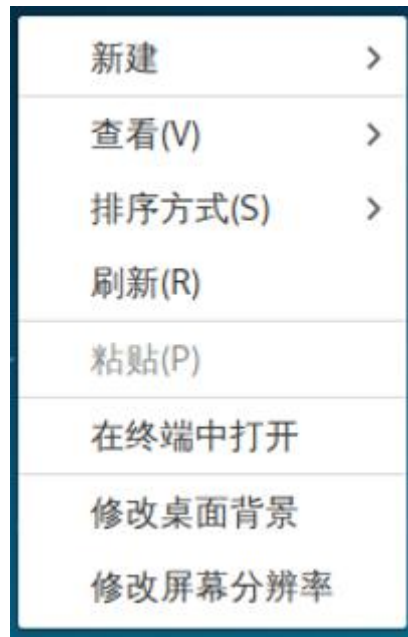 新建
查看(V)
排序方式(S)
刷新(R)
粘贴(P)
在终端中打开
修改桌面背景
修改屏幕分辨率